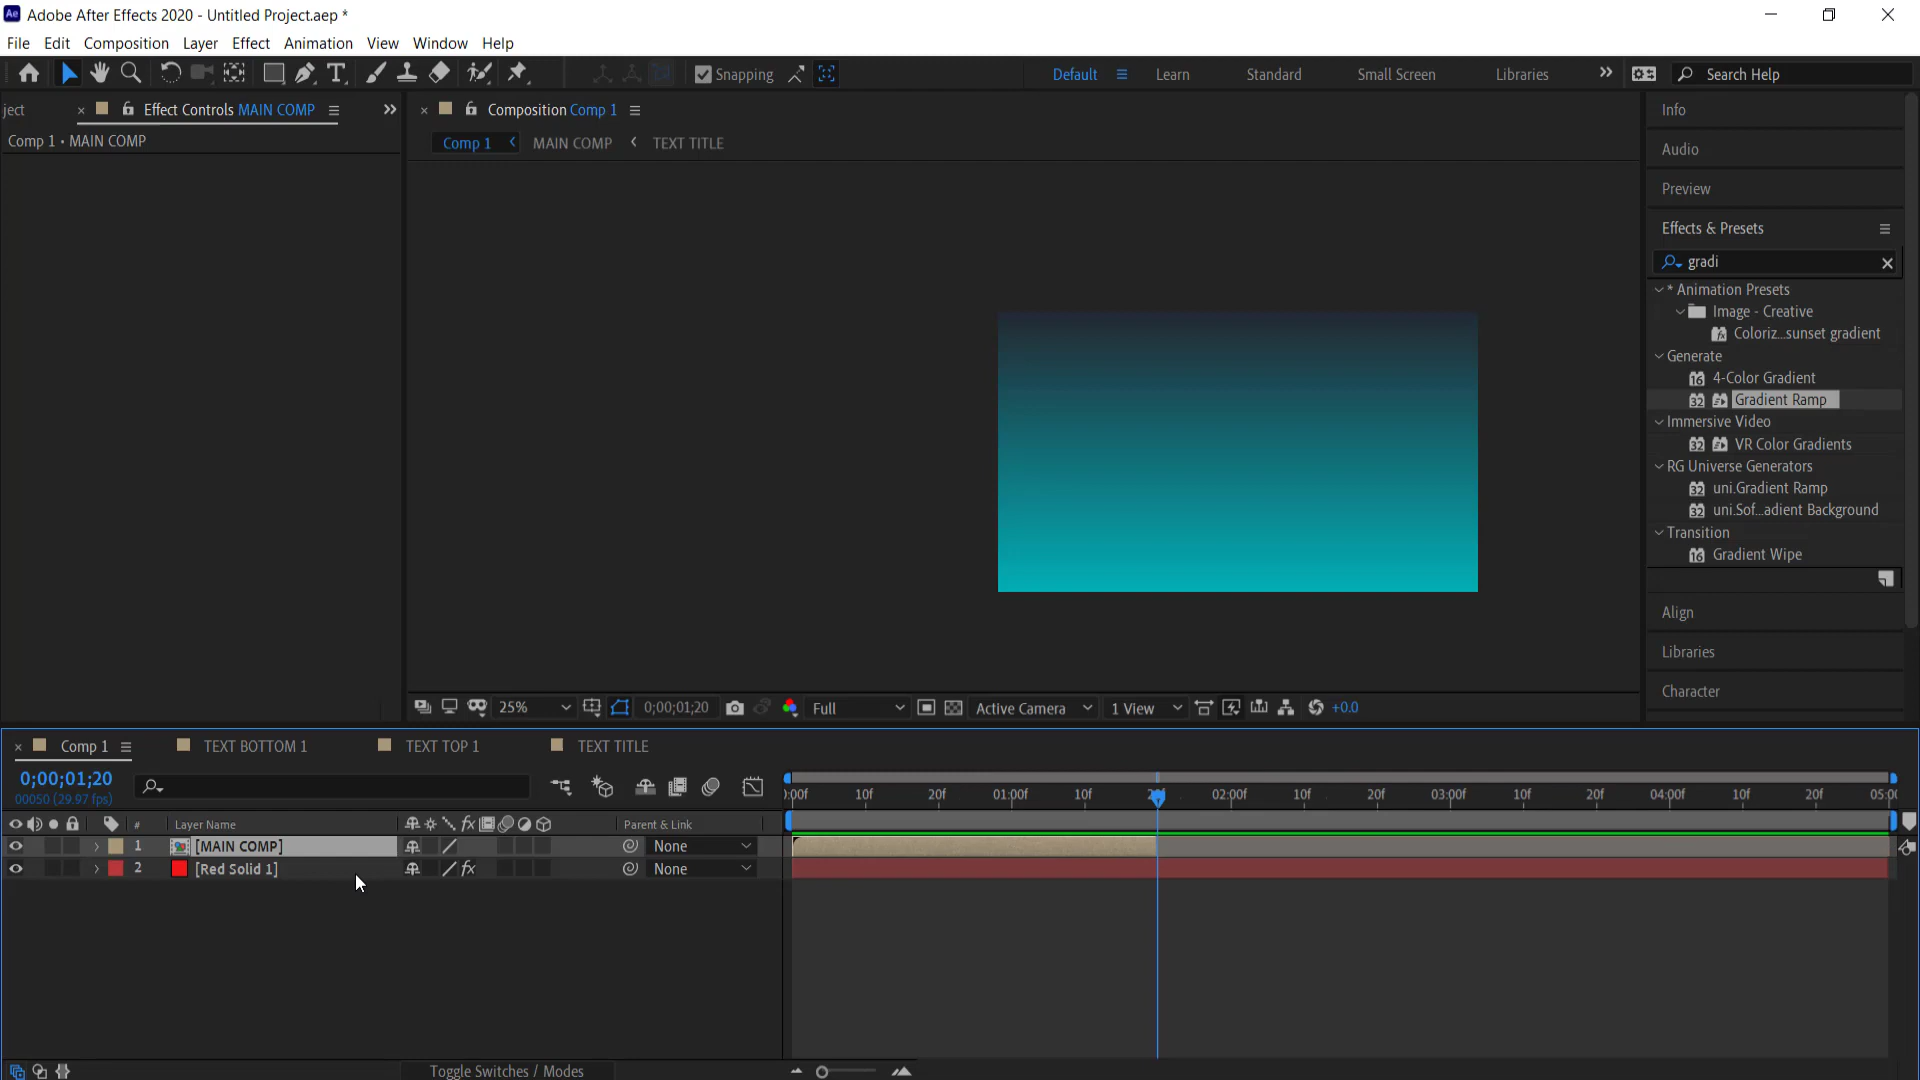 Adobe After Effects 2020 - Untitled Project.aep *
File Edit Composition Layer Effect Animation View Window Help
Snapping
Default Learn Standard Small Screen Libraries
Search Help
ject
Effect Controls MAIN COMP
Comp 1 • MAIN COMP
Composition Comp 1
Comp 1 MAIN COMP TEXT TITLE
25% 0;00;01;20 Full Active Camera 1 View +0.0
Info
Audio
Preview
Effects & Presets
gradi
* Animation Presets
Image - Creative
Coloriz...sunset gradient
Generate
4-Color Gradient
Gradient Ramp
Immersive Video
VR Color Gradients
RG Universe Generators
uni.Gradient Ramp
uni.Sof...adient Background
Transition
Gradient Wipe
Align
Libraries
Character
Comp 1 TEXT BOTTOM 1 TEXT TOP 1 TEXT TITLE
0;00;01;20
00050 (29.97 fps)
):00f 10f 20f 01:00f 10f 02:00f 10f 20f 03:00f 10f 20f 04:00f 10f 20f 05:0
# Layer Name Parent & Link
1 [MAIN COMP] None
2 [Red Solid 1] None
Toggle Switches / Modes